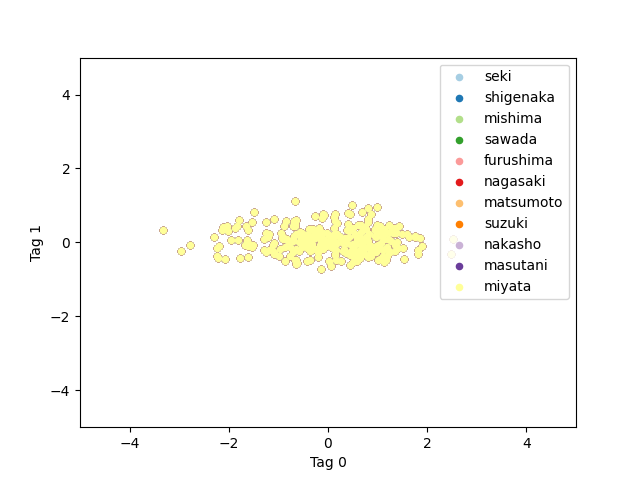 seki
shigenaka
mishima
sawada
furushima
nagasaki
matsumoto
suzuki
nakasho
masutani
miyata
4
2
0
−2
−4
Tag 1
−4 −2 0 2 4
Tag 0